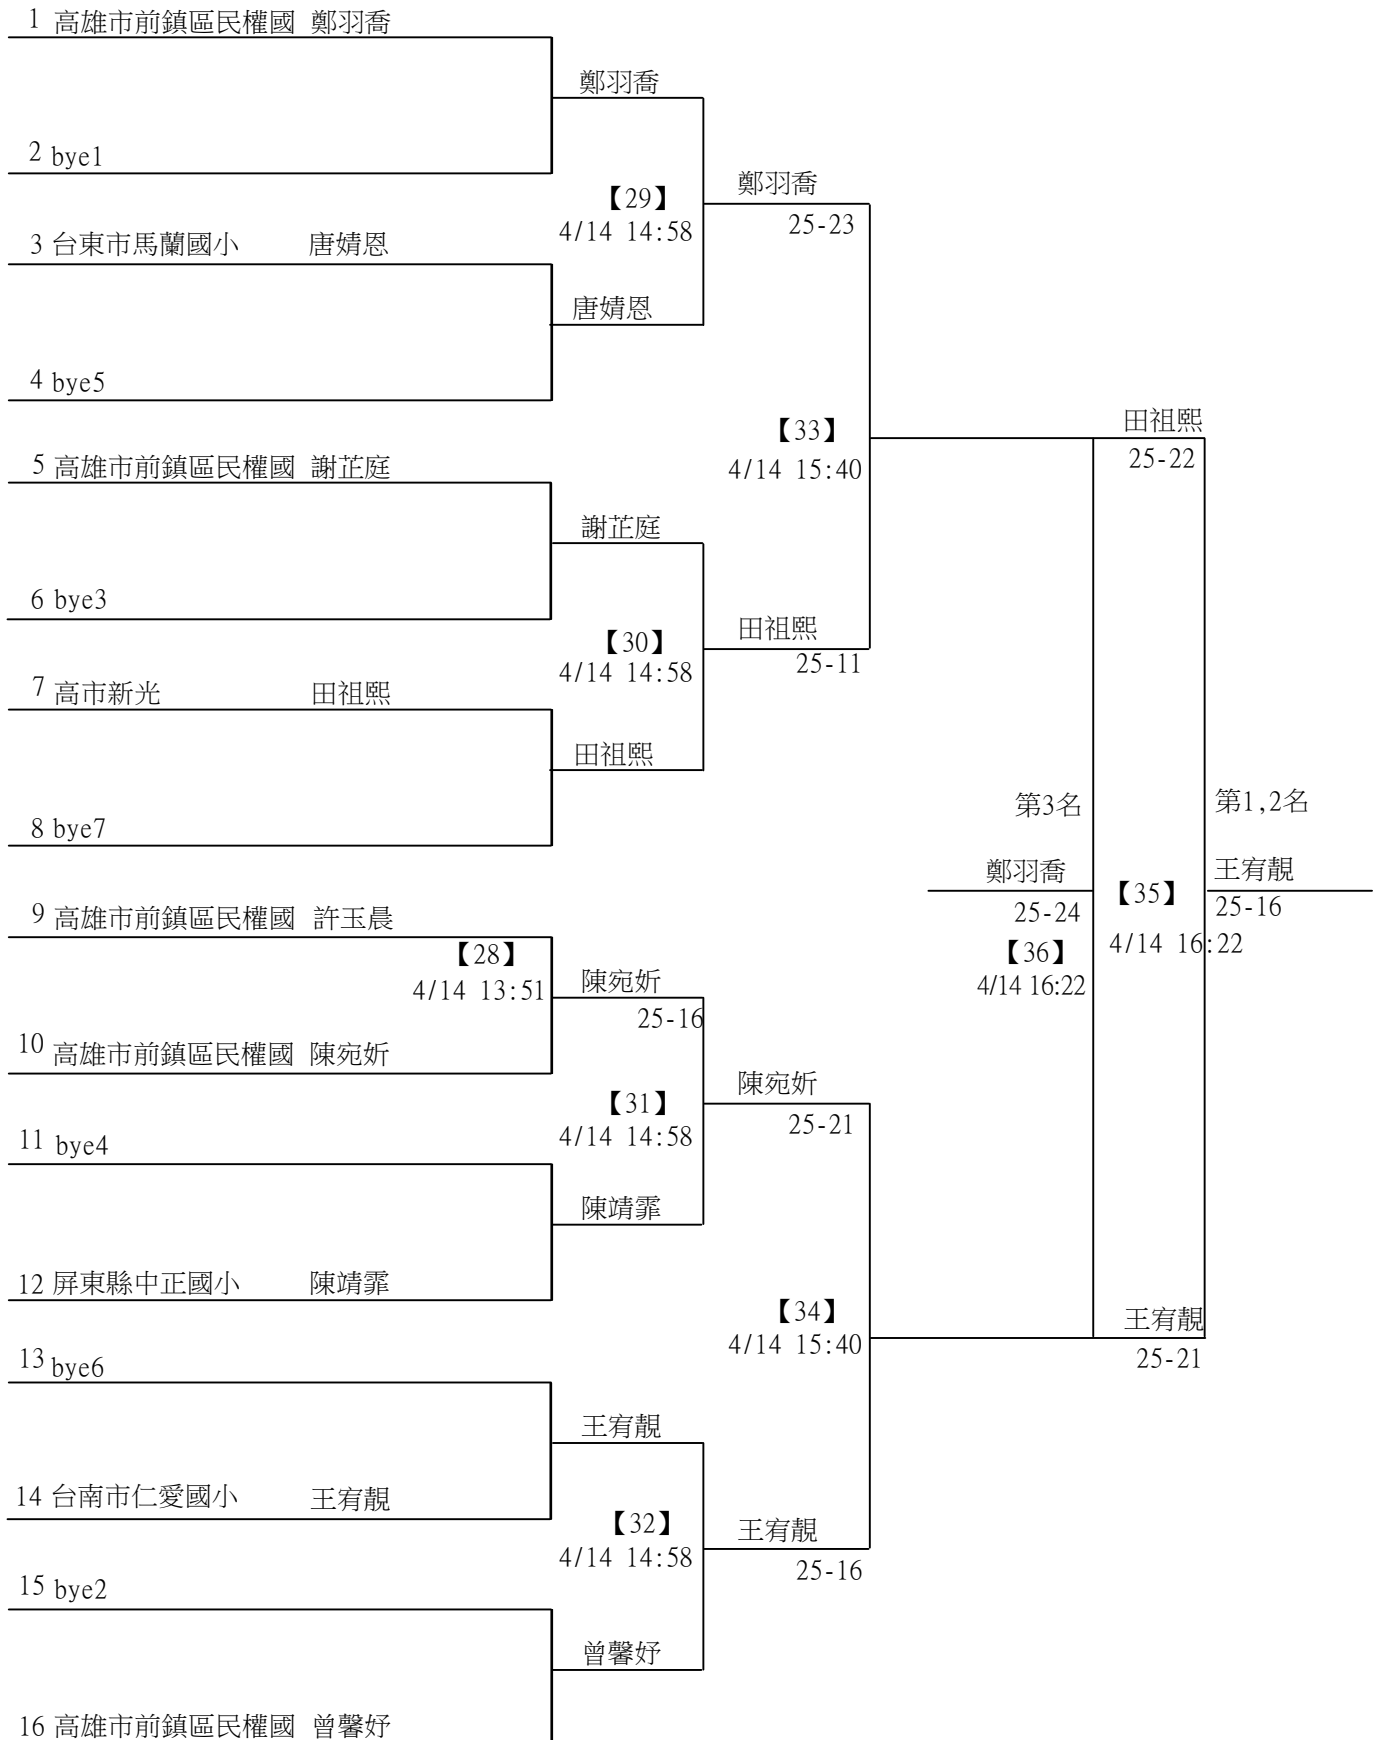 1 高雄市前鎮區民權國 鄭羽喬
鄭羽喬
2 bye1
【29】
4/14 14:58
鄭羽喬
25-23
3 台東市馬蘭國小 唐婧恩
唐婧恩
4 bye5
【33】
4/14 15:40
田祖熙
25-22
5 高雄市前鎮區民權國 謝芷庭
謝芷庭
6 bye3
【30】
4/14 14:58
田祖熙
25-11
7 高市新光 田祖熙
田祖熙
8 bye7
第3名
第1,2名
鄭羽喬
25-24
【36】
4/14 16:22
【35】
4/14 16:22
王宥靚
25-16
9 高雄市前鎮區民權國 許玉晨
【28】
4/14 13:51
陳宛妡
25-16
10 高雄市前鎮區民權國 陳宛妡
【31】
4/14 14:58
陳宛妡
25-21
11 bye4
陳靖霏
12 屏東縣中正國小 陳靖霏
【34】
4/14 15:40
王宥靚
25-21
13 bye6
王宥靚
14 台南市仁愛國小 王宥靚
【32】
4/14 14:58
王宥靚
25-16
15 bye2
曾馨妤
16 高雄市前鎮區民權國 曾馨妤